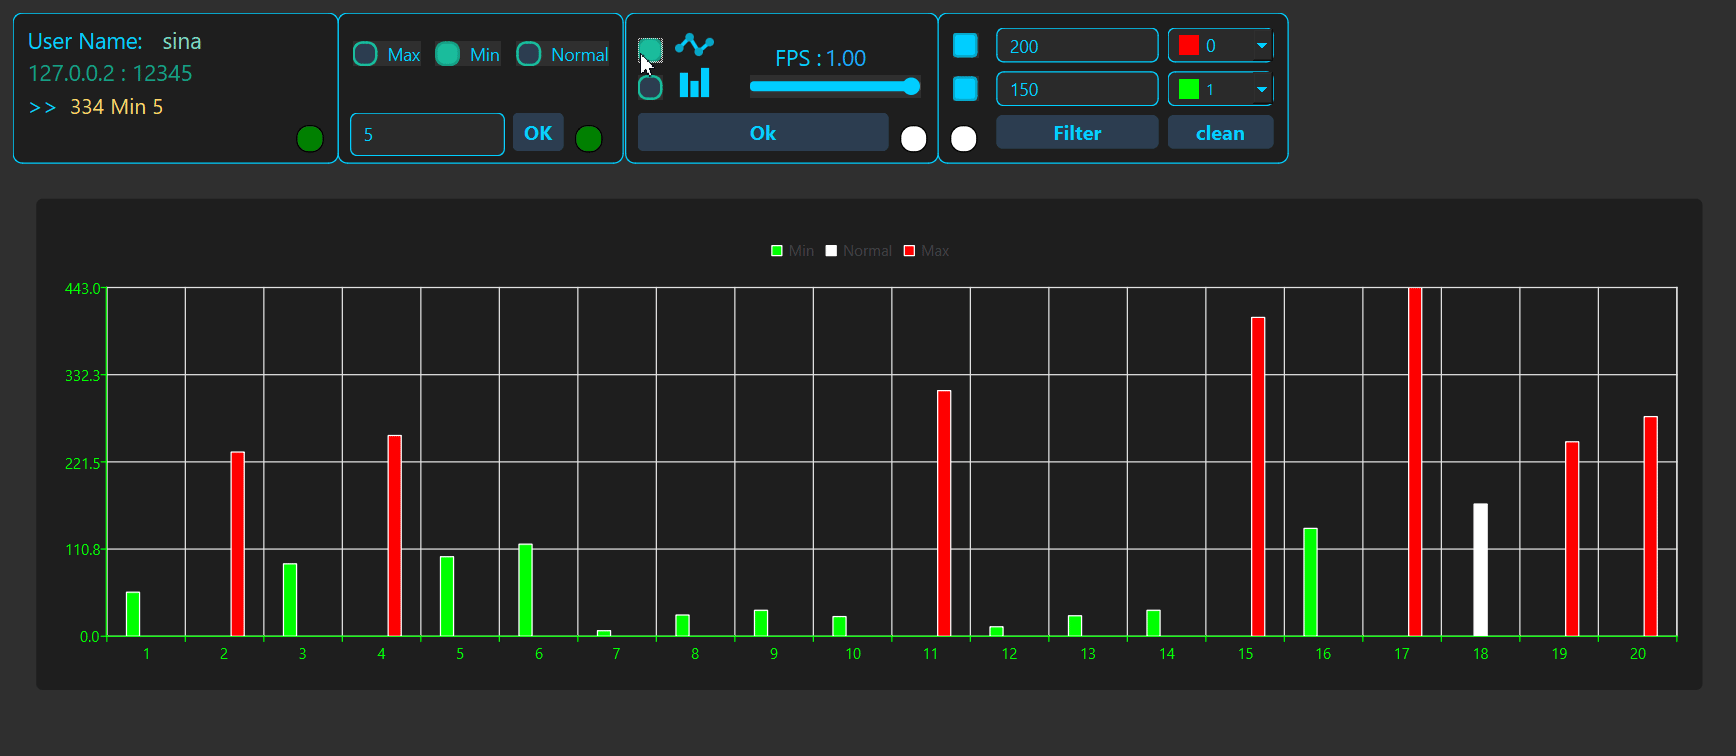 User Name: sina
127.0.0.2 : 12345
>> 334 Min 5
Max Min Normal
5 OK
FPS : 1.00
Ok
200 0
150 1
Filter clean
Min Normal Max
443.0
332.3
221.5
110.8
0.0
1 2 3 4 5 6 7 8 9 10 11 12 13 14 15 16 17 18 19 20